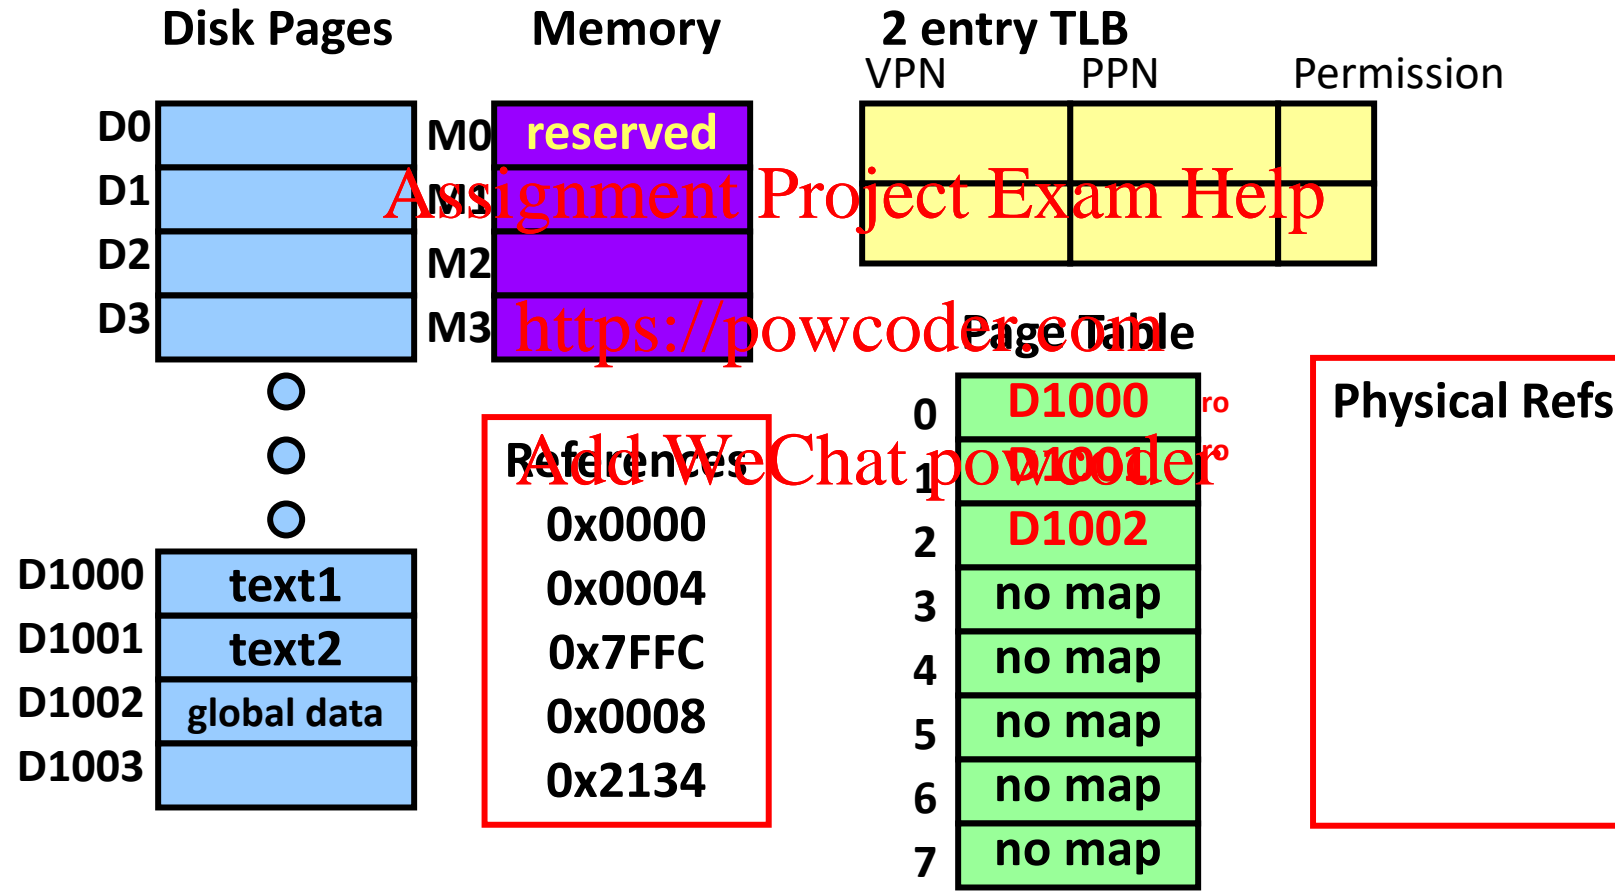 Disk Pages
Memory
2 entry TLB
VPN
PPN
Permission
D0
D1
D2
D3
M0
reserved
M1
M2
M3
Assignment Project Exam Help
https://powcoder.com
Add WeChat powcoder
D1000
text1
D1001
text2
D1002
global data
D1003
References
0x0000
0x0004
0x7FFC
0x0008
0x2134
Page Table
0
D1000
ro
1
D1001
ro
2
D1002
3
no map
4
no map
5
no map
6
no map
7
no map
Physical Refs